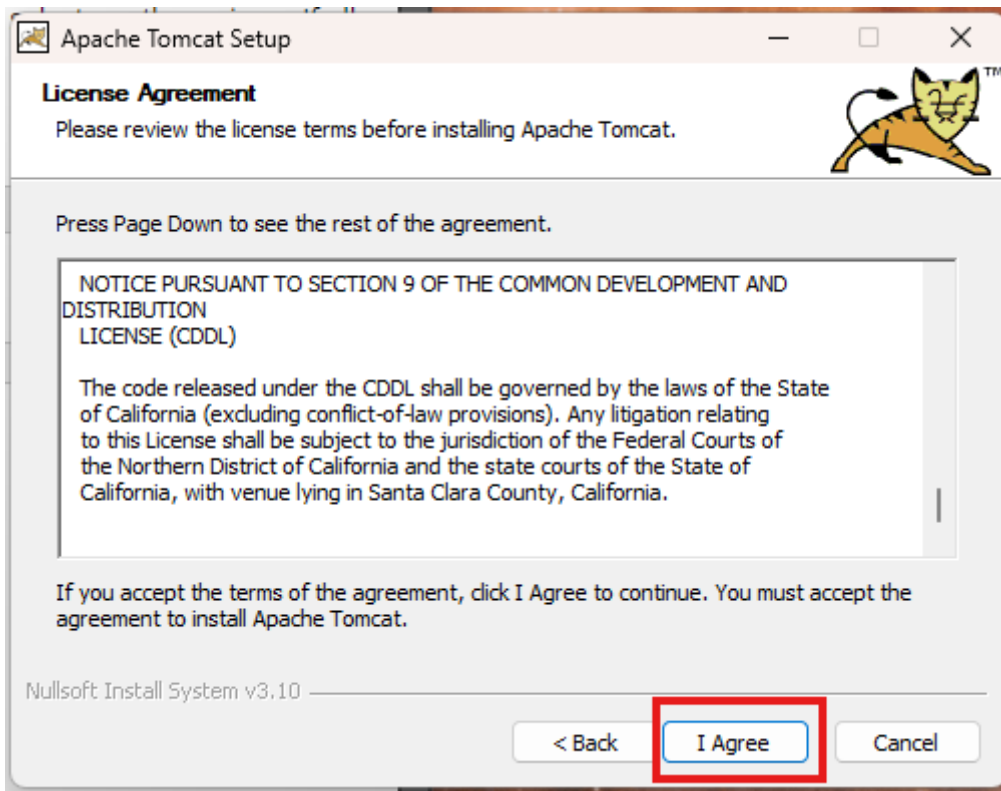 Apache Tomcat Setup
License Agreement
TM
Please review the license terms before installing Apache Tomcat.
Press Page Down to see the rest of the agreement.
NOTICE PURSUANT TO SECTION 9 OF THE COMMON DEVELOPMENT AND
DISTRIBUTION
LICENSE (CDDL)
The code released under the CDDL shall be governed by the laws of the State
of California (excluding conflict-of-law provisions). Any litigation relating
to this License shall be subject to the jurisdiction of the Federal Courts of
the Northern District of California and the state courts of the State of
California, with venue lying in Santa Clara County, California.
If you accept the terms of the agreement, click I Agree to continue. You must accept the
agreement to install Apache Tomcat.
Nullsoft Install System v3.10
< Back
I Agree
Cancel